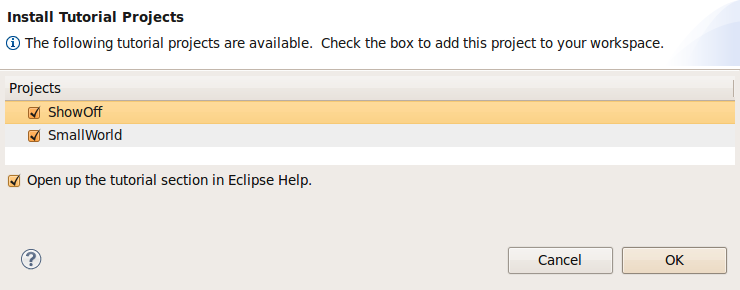 Install Tutorial Projects
The following tutorial projects are available.  Check the box to add this project to your workspace.
Projects
ShowOff
SmallWorld
Open up the tutorial section in Eclipse Help.
?
Cancel
OK